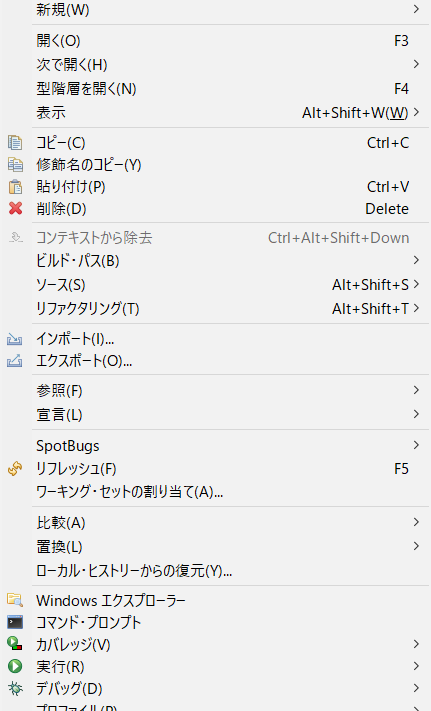 新規(W)
開く(O) F3
次で開く(H)
型階層を開く(N) F4
表示 Alt+Shift+W(W)
コピー(C) Ctrl+C
修飾名のコピー(Y)
貼り付け(P) Ctrl+V
削除(D) Delete
コンテキストから除去 Ctrl+Alt+Shift+Down
ビルド・パス(B)
ソース(S) Alt+Shift+S
リファクタリング(T) Alt+Shift+T
インポート(I)...
エクスポート(O)...
参照(F)
宣言(L)
SpotBugs
リフレッシュ(F) F5
ワーキング・セットの割り当て(A)...
比較(A)
置換(L)
ローカル・ヒストリーからの復元(Y)...
Windows エクスプローラー
コマンド・プロンプト
カバレッジ(V)
実行(R)
デバッグ(D)
プロファイル(P)